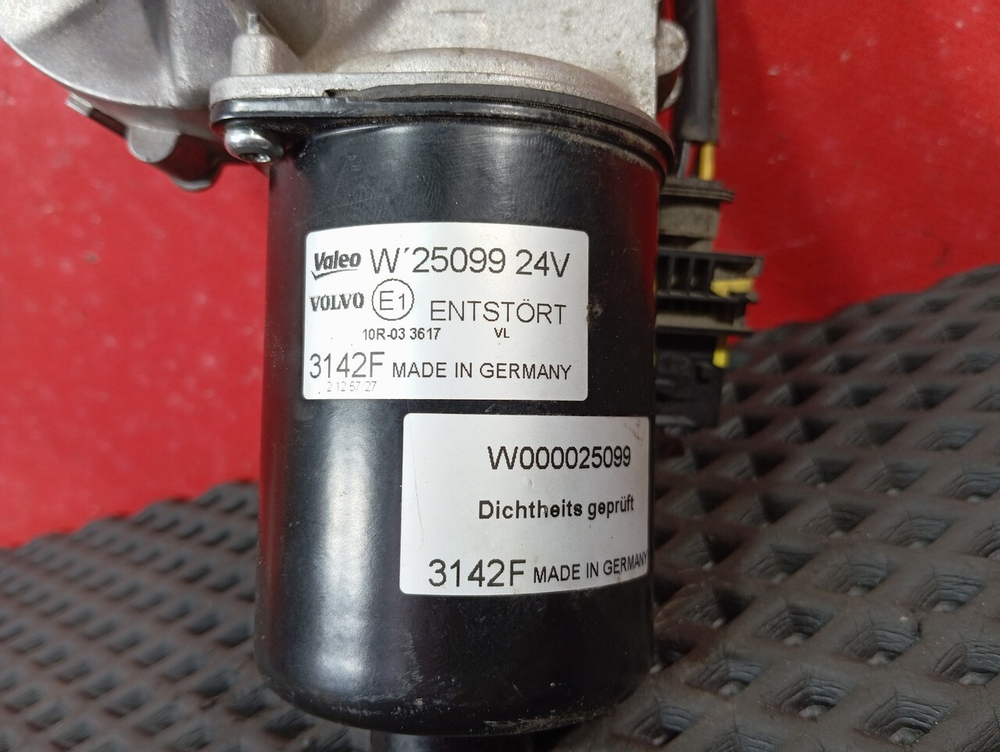 Valeo W´25099 24V
VOLVO E1 ENTSTÖRT
10R-03 3617 VL
3142F MADE IN GERMANY
2 12 57 27
W000025099
Dichtheits geprüft
3142F MADE IN GERMANY